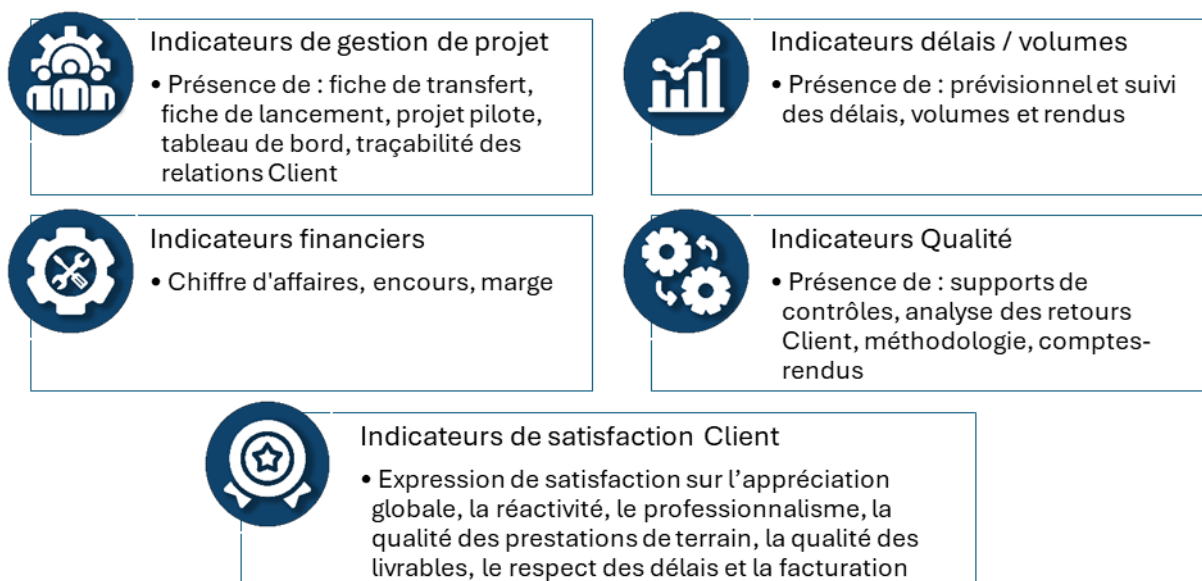 Indicateurs de gestion de projet
• Présence de : fiche de transfert,
fiche de lancement, projet pilote,
tableau de bord, traçabilité des
relations Client
Indicateurs délais / volumes
• Présence de : prévisionnel et suivi
des délais, volumes et rendus
Indicateurs financiers
• Chiffre d'affaires, encours, marge
Indicateurs Qualité
• Présence de : supports de
contrôles, analyse des retours
Client, méthodologie, comptes-
rendus
Indicateurs de satisfaction Client
• Expression de satisfaction sur l’appréciation
globale, la réactivité, le professionnalisme, la
qualité des prestations de terrain, la qualité des
livrables, le respect des délais et la facturation